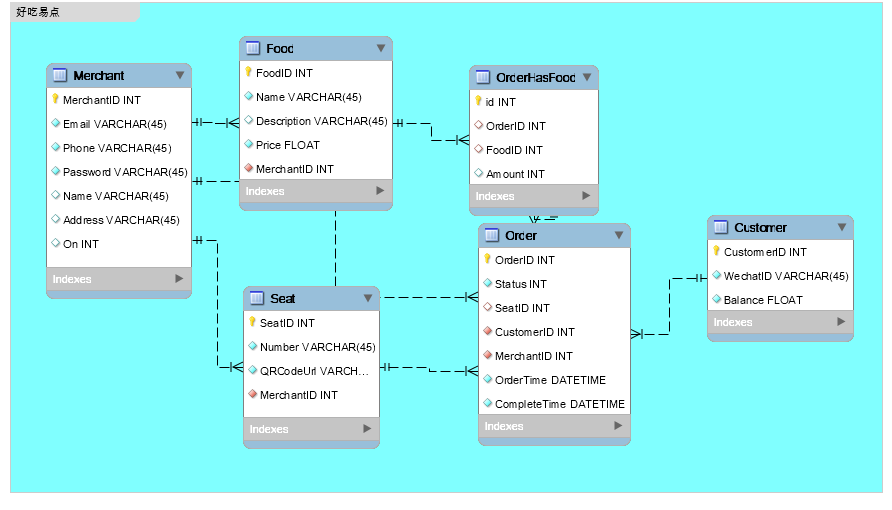 好吃易点
Merchant
MerchantID INT
Email VARCHAR(45)
Phone VARCHAR(45)
Password VARCHAR(45)
Name VARCHAR(45)
Address VARCHAR(45)
On INT
Indexes
Food
FoodID INT
Name VARCHAR(45)
Description VARCHAR(45)
Price FLOAT
MerchantID INT
Indexes
OrderHasFood
id INT
OrderID INT
FoodID INT
Amount INT
Indexes
Seat
SeatID INT
Number VARCHAR(45)
QRCodeUrl VARCH...
MerchantID INT
Indexes
Order
OrderID INT
Status INT
SeatID INT
CustomerID INT
MerchantID INT
OrderTime DATETIME
CompleteTime DATETIME
Indexes
Customer
CustormerID INT
WechatID VARCHAR(45)
Balance FLOAT
Indexes